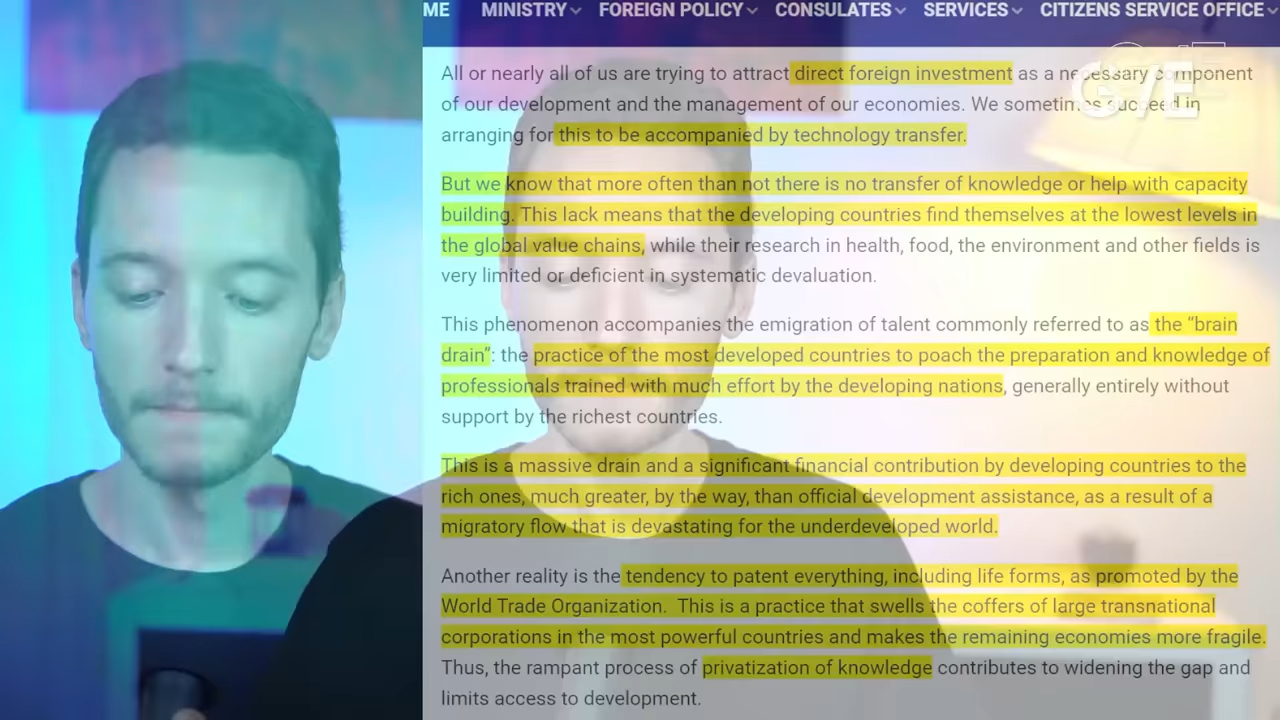 ME MINISTRY FOREIGN POLICY CONSULATES SERVICES CITIZENS SERVICE OFFICE
All or nearly all of us are trying to attract direct foreign investment as a necessary component
of our development and the management of our economies. We sometimes succeed in
arranging for this to be accompanied by technology transfer.
But we know that more often than not there is no transfer of knowledge or help with capacity
building. This lack means that the developing countries find themselves at the lowest levels in
the global value chains, while their research in health, food, the environment and other fields is
very limited or deficient in systematic devaluation.
This phenomenon accompanies the emigration of talent commonly referred to as the “brain
drain”: the practice of the most developed countries to poach the preparation and knowledge of
professionals trained with much effort by the developing nations, generally entirely without
support by the richest countries.
This is a massive drain and a significant financial contribution by developing countries to the
rich ones, much greater, by the way, than official development assistance, as a result of a
migratory flow that is devastating for the underdeveloped world.
Another reality is the tendency to patent everything, including life forms, as promoted by the
World Trade Organization. This is a practice that swells the coffers of large transnational
corporations in the most powerful countries and makes the remaining economies more fragile.
Thus, the rampant process of privatization of knowledge contributes to widening the gap and
limits access to development.